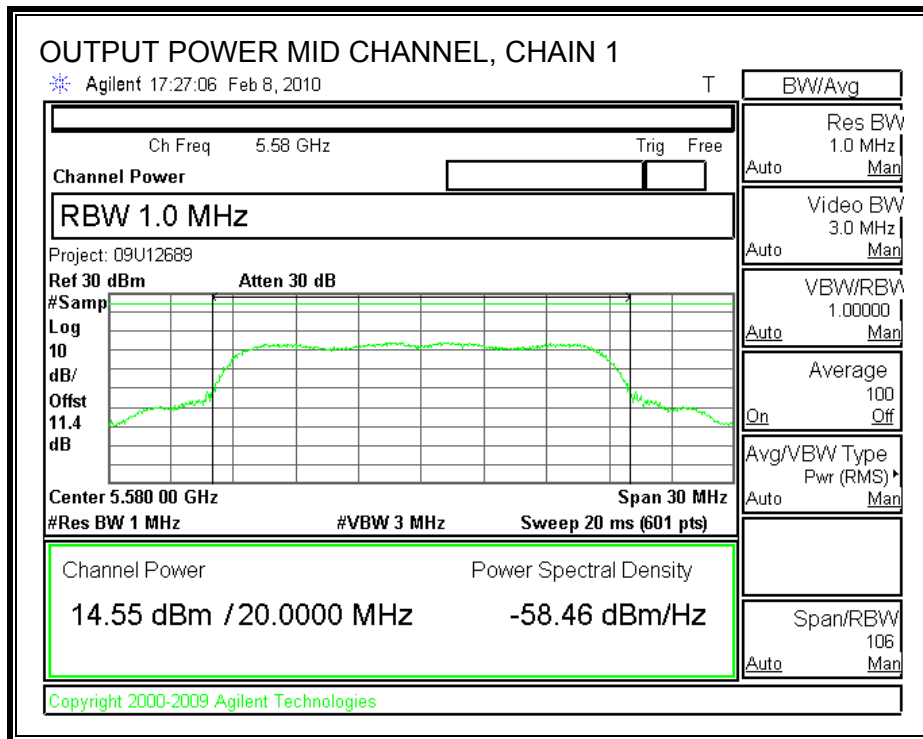 OUTPUT POWER MID CHANNEL, CHAIN 1
Agilent 17:27:06 Feb 8, 2010 T
Ch Freq 5.58 GHz Trig Free
Channel Power
RBW 1.0 MHz
Project: 09U12689
Ref 30 dBm Atten 30 dB
#Samp
Log
10
dB/
Offst
11.4
dB
Center 5.580 00 GHz Span 30 MHz
#Res BW 1 MHz #VBW 3 MHz Sweep 20 ms (601 pts)
Channel Power Power Spectral Density
14.55 dBm / 20.0000 MHz -58.46 dBm/Hz
Copyright 2000-2009 Agilent Technologies
BW/Avg
Res BW
1.0 MHz
Auto Man
Video BW
3.0 MHz
Auto Man
VBW/RBW
1.00000
Auto Man
Average
100
On Off
Avg/VBW Type
Pwr (RMS)
Auto Man
Span/RBW
106
Auto Man